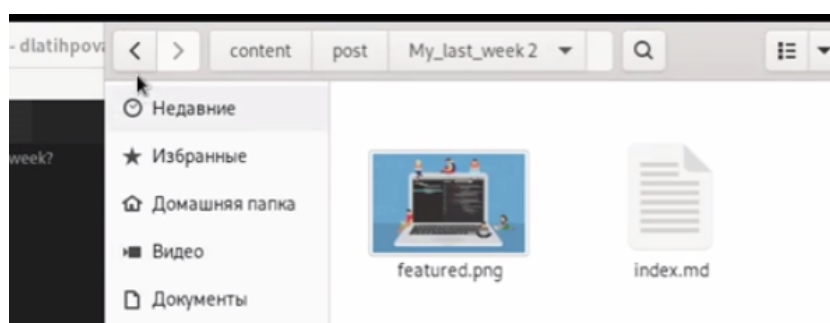 - dlatihpova
content post My_last_week 2
week?
Недавние
Избранные
Домашняя папка
Видео
Документы
featured.png index.md